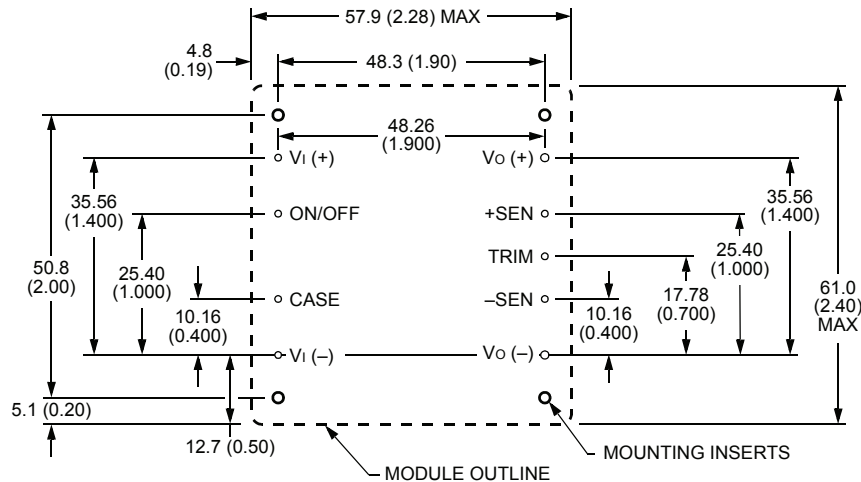 57.9 (2.28) MAX
4.8
(0.19)
48.3 (1.90)
48.26
(1.900)
VI (+)
VO (+)
35.56
(1.400)
35.56
(1.400)
ON/OFF
+SEN
50.8
(2.00)
25.40
(1.000)
TRIM
25.40
(1.000)
61.0
(2.40)
MAX
CASE
–SEN
10.16
(0.400)
10.16
(0.400)
17.78
(0.700)
VI (–)
VO (–)
5.1 (0.20)
12.7 (0.50)
MODULE OUTLINE
MOUNTING INSERTS